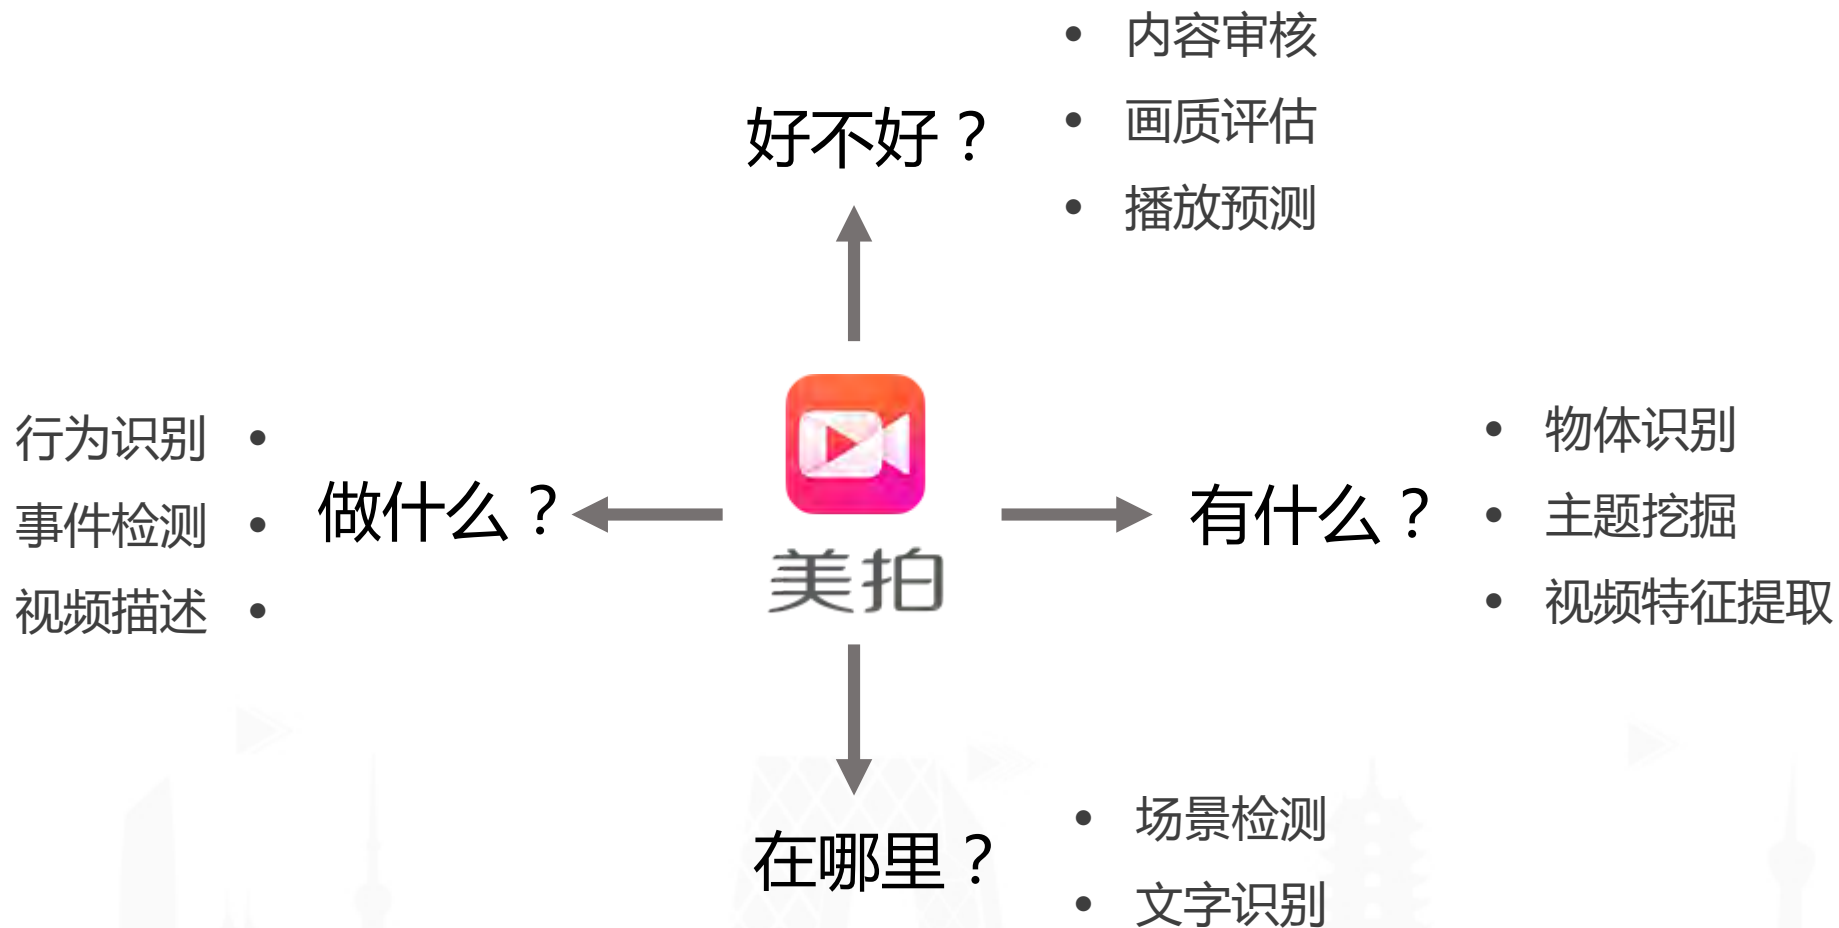 内容审核
画质评估
播放预测
好不好？
行为识别
事件检测
视频描述
做什么？
美拍
有什么？
物体识别
主题挖掘
视频特征提取
在哪里？
场景检测
文字识别